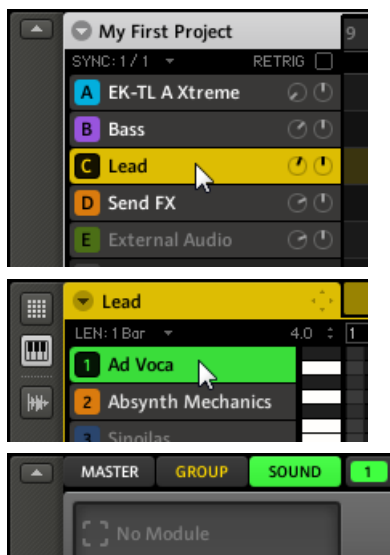 My First Project 9
SYNC: 1 / 1 RETRIG
A EK-TL A Xtreme
B Bass
C Lead
D Send FX
E External Audio
Lead
LEN: 1 Bar 4.0 1
1 Ad Voca
2 Absynth Mechanics
3 Sinoilas
MASTER GROUP SOUND 1
No Module